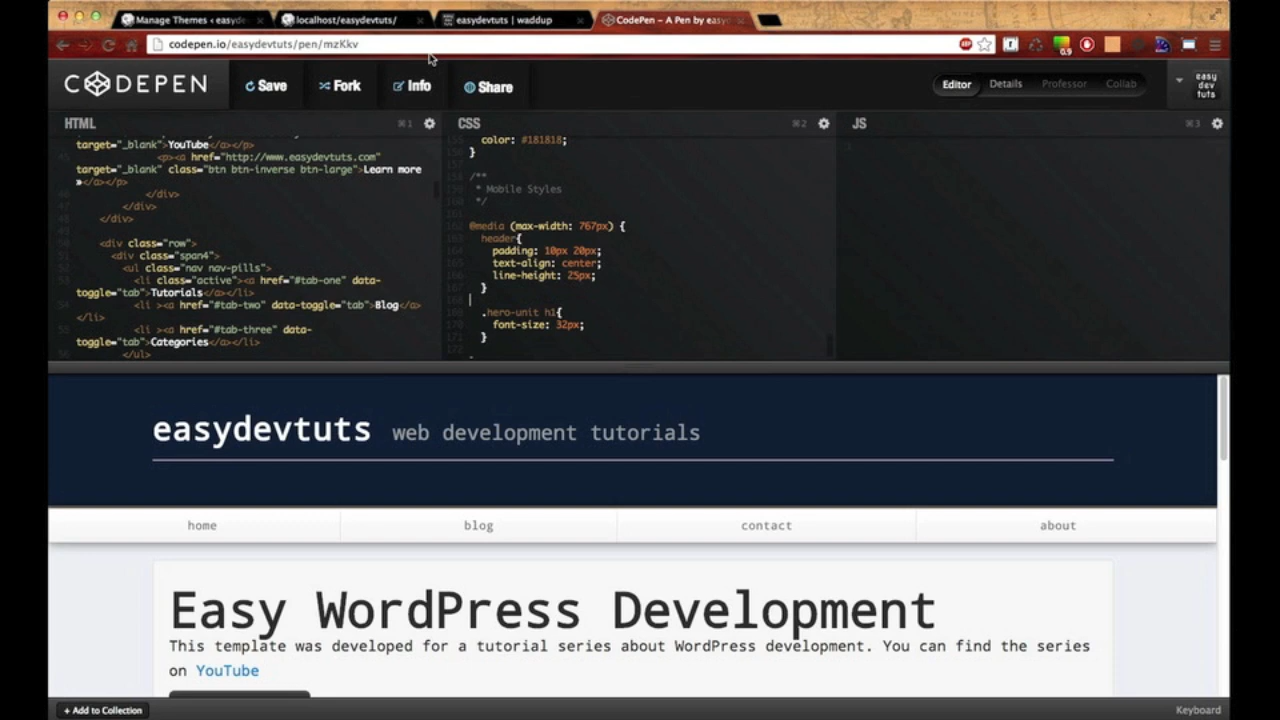 Manage Themes ‹ easyde
localhost/easydevtuts/
easydevtuts | waddup
CodePen - A Pen by easy
codepen.io/easydevtuts/pen/mzKkv
CODEPEN
Save
Fork
Info
Share
Editor
Details
Professor
Collab
easy
dev
tuts
HTML
⌘1
CSS
⌘2
JS
⌘3
target="_blank">YouTube</a></p>
<p><a href="http://www.easydevtuts.com"
target="_blank" class="btn btn-inverse btn-large">Learn more
»</a></p>
</div>
</div>
</div>
<div class="row">
<div class="span4">
<ul class="nav nav-pills">
<li class="active"><a href="#tab-one" data-
toggle="tab">Tutorials</a></li>
<li ><a href="#tab-two" data-toggle="tab">Blog</a>
</li>
<li ><a href="#tab-three" data-
toggle="tab">Categories</a></li>
</ul>
color: #181818;
}
/**
* Mobile Styles
*/
@media (max-width: 767px) {
header{
padding: 10px 20px;
text-align: center;
line-height: 25px;
}
.hero-unit h1{
font-size: 32px;
}
easydevtuts web development tutorials
home
blog
contact
about
Easy WordPress Development
This template was developed for a tutorial series about WordPress development. You can find the series
on YouTube
+ Add to Collection
Keyboard